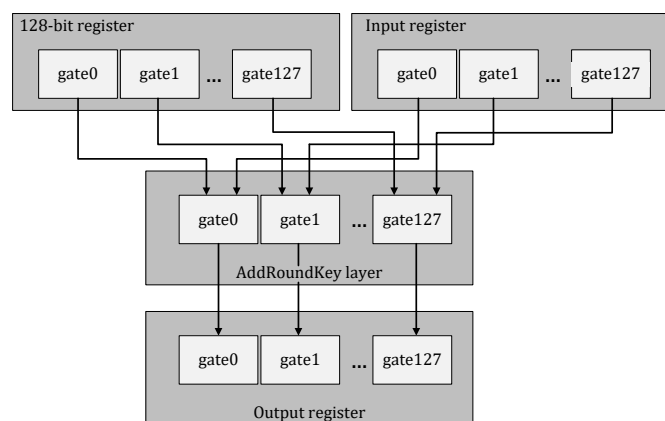 128-bit register
Input register
gate0 gate1 ... gate127
gate0 gate1 ... gate127
gate0 gate1 ... gate127
AddRoundKey layer
gate0 gate1 ... gate127
Output register